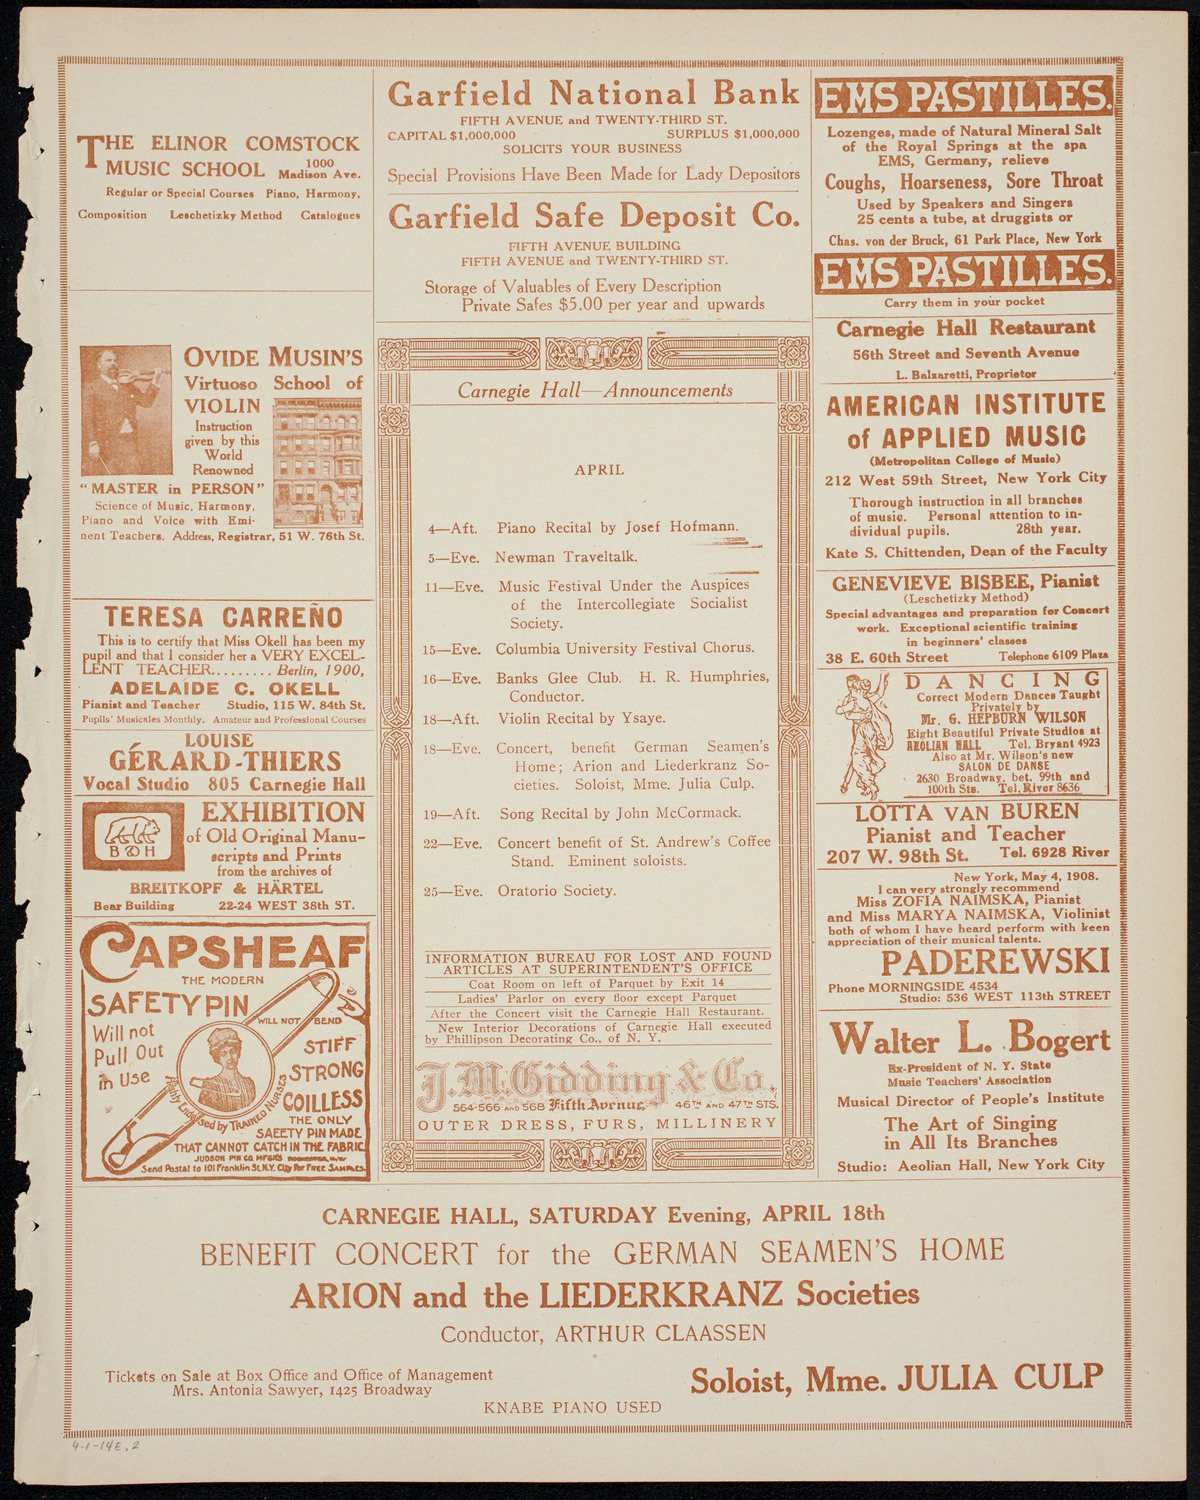 THE ELINOR COMSTOCK
MUSIC SCHOOL 1000 Madison Ave.
Regular or Special Courses Piano, Harmony,
Composition Leschetizky Method Catalogues
OVIDE MUSIN'S
Virtuoso School of
VIOLIN
Instruction
given by this
World
Renowned
"MASTER in PERSON"
Science of Music, Harmony,
Piano and Voice with Emi-
nent Teachers. Address, Registrar, 51 W. 76th St.
TERESA CARREÑO
This is to certify that Miss Okell has been my
pupil and that I consider her a VERY EXCEL-
LENT TEACHER......... Berlin, 1900,
ADELAIDE C. OKELL
Pianist and Teacher Studio, 115 W. 84th St.
Pupils' Musicales Monthly. Amateur and Professional Courses
LOUISE
GÉRARD-THIERS
Vocal Studio 805 Carnegie Hall
B & H
EXHIBITION
of Old Original Manu-
scripts and Prints
from the archives of
BREITKOPF & HÄRTEL
Bear Building 22-24 WEST 38th ST.
CAPSHEAF
THE MODERN
SAFETY PIN
WILL NOT BEND
Will not
Pull Out
in Use
STIFF
STRONG
COILLESS
Highly Endorsed by TRAINED NURSES
THE ONLY
SAFETY PIN MADE
THAT CANNOT CATCH IN THE FABRIC
JUDSON PIN CO. MFGRS ROCHESTER, N.Y.
Send Postal to 101 Franklin St. N.Y. City For FREE SAMPLES.
Garfield National Bank
FIFTH AVENUE and TWENTY-THIRD ST.
CAPITAL $1,000,000 SURPLUS $1,000,000
SOLICITS YOUR BUSINESS
Special Provisions Have Been Made for Lady Depositors
Garfield Safe Deposit Co.
FIFTH AVENUE BUILDING
FIFTH AVENUE and TWENTY-THIRD ST.
Storage of Valuables of Every Description
Private Safes $5.00 per year and upwards
Carnegie Hall—Announcements
APRIL
4—Aft. Piano Recital by Josef Hofmann.
5—Eve. Newman Traveltalk.
11—Eve. Music Festival Under the Auspices
of the Intercollegiate Socialist
Society.
15—Eve. Columbia University Festival Chorus.
16—Eve. Banks Glee Club. H. R. Humphries,
Conductor.
18—Aft. Violin Recital by Ysaye.
18—Eve. Concert, benefit German Seamen's
Home; Arion and Liederkranz So-
cieties. Soloist, Mme. Julia Culp.
19—Aft. Song Recital by John McCormack.
22—Eve. Concert benefit of St. Andrew's Coffee
Stand. Eminent soloists.
25—Eve. Oratorio Society.
INFORMATION BUREAU FOR LOST AND FOUND
ARTICLES AT SUPERINTENDENT'S OFFICE
Coat Room on left of Parquet by Exit 14
Ladies' Parlor on every floor except Parquet
After the Concert visit the Carnegie Hall Restaurant.
New Interior Decorations of Carnegie Hall executed
by Phillipson Decorating Co., of N. Y.
J. M. Gidding & Co.
564-566 AND 568 Fifth Avenue, 46TH AND 47TH STS.
OUTER DRESS, FURS, MILLINERY
EMS PASTILLES.
Lozenges, made of Natural Mineral Salt
of the Royal Springs at the spa
EMS, Germany, relieve
Coughs, Hoarseness, Sore Throat
Used by Speakers and Singers
25 cents a tube, at druggists or
Chas. von der Bruck, 61 Park Place, New York
EMS PASTILLES.
Carry them in your pocket
Carnegie Hall Restaurant
56th Street and Seventh Avenue
L. Balzaretti, Proprietor
AMERICAN INSTITUTE
of APPLIED MUSIC
(Metropolitan College of Music)
212 West 59th Street, New York City
Thorough instruction in all branches
of music. Personal attention to in-
dividual pupils. 28th year.
Kate S. Chittenden, Dean of the Faculty
GENEVIEVE BISBEE, Pianist
(Leschetizky Method)
Special advantages and preparation for Concert
work. Exceptional scientific training
in beginners' classes
38 E. 60th Street Telephone 6109 Plaza
DANCING
Correct Modern Dances Taught
Privately by
Mr. G. HEPBURN WILSON
Eight Beautiful Private Studios at
AEOLIAN HALL Tel. Bryant 4923
Also at Mr. Wilson's new
SALON DE DANSE
2630 Broadway, bet. 99th and
100th Sts. Tel. River 8636
LOTTA VAN BUREN
Pianist and Teacher
207 W. 98th St. Tel. 6928 River
New York, May 4, 1908.
I can very strongly recommend
Miss ZOFIA NAIMSKA, Pianist
and Miss MARYA NAIMSKA, Violinist
both of whom I have heard perform with keen
appreciation of their musical talents.
PADEREWSKI
Phone MORNINGSIDE 4534
Studio: 536 WEST 113th STREET
Walter L. Bogert
Ex-President of N. Y. State
Music Teachers' Association
Musical Director of People's Institute
The Art of Singing
in All Its Branches
Studio: Aeolian Hall, New York City
CARNEGIE HALL, SATURDAY Evening, APRIL 18th
BENEFIT CONCERT for the GERMAN SEAMEN'S HOME
ARION and the LIEDERKRANZ Societies
Conductor, ARTHUR CLAASSEN
Tickets on Sale at Box Office and Office of Management
Mrs. Antonia Sawyer, 1425 Broadway
Soloist, Mme. JULIA CULP
KNABE PIANO USED
4-1-14E.2